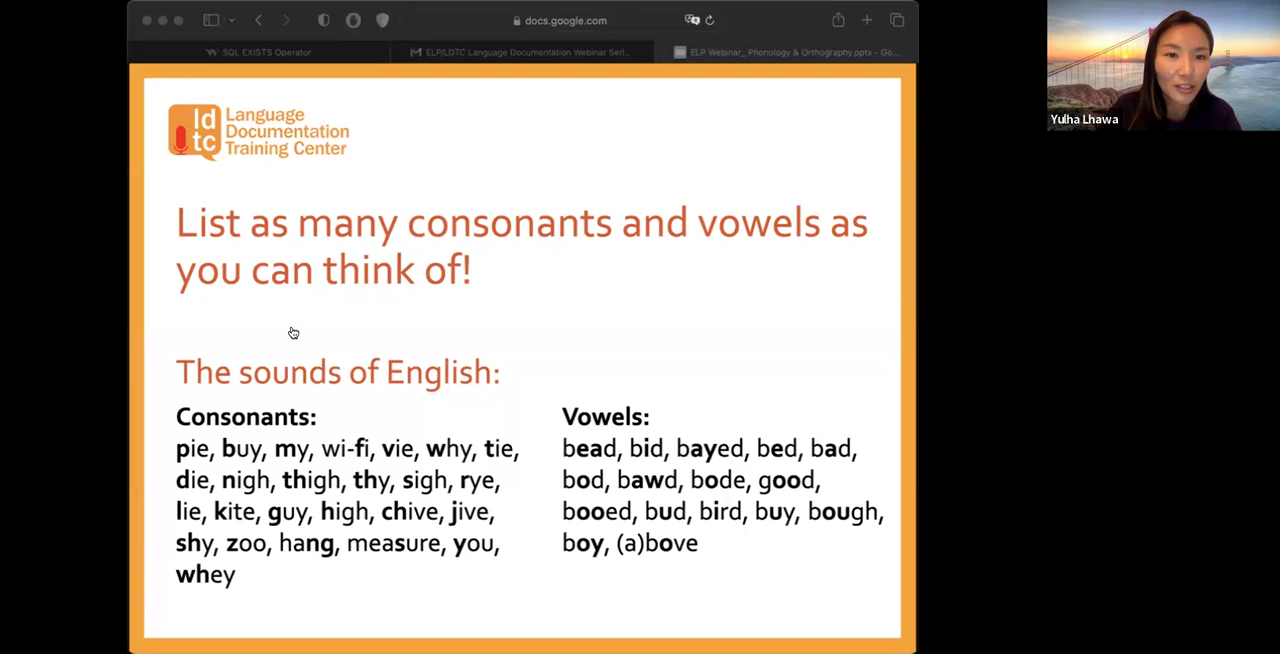 docs.google.com
SQL EXISTS Operator
ELP/LDTC Language Documentation Webinar Seri...
ELP Webinar_ Phonology & Orthography.pptx - Go...
Yulha Lhawa
ld
tc
Language
Documentation
Training Center
List as many consonants and vowels as
you can think of!
The sounds of English:
Consonants:
pie, buy, my, wi-fi, vie, why, tie,
die, nigh, thigh, thy, sigh, rye,
lie, kite, guy, high, chive, jive,
shy, zoo, hang, measure, you,
whey
Vowels:
bead, bid, bayed, bed, bad,
bod, bawd, bode, good,
booed, bud, bird, buy, bough,
boy, (a)bove